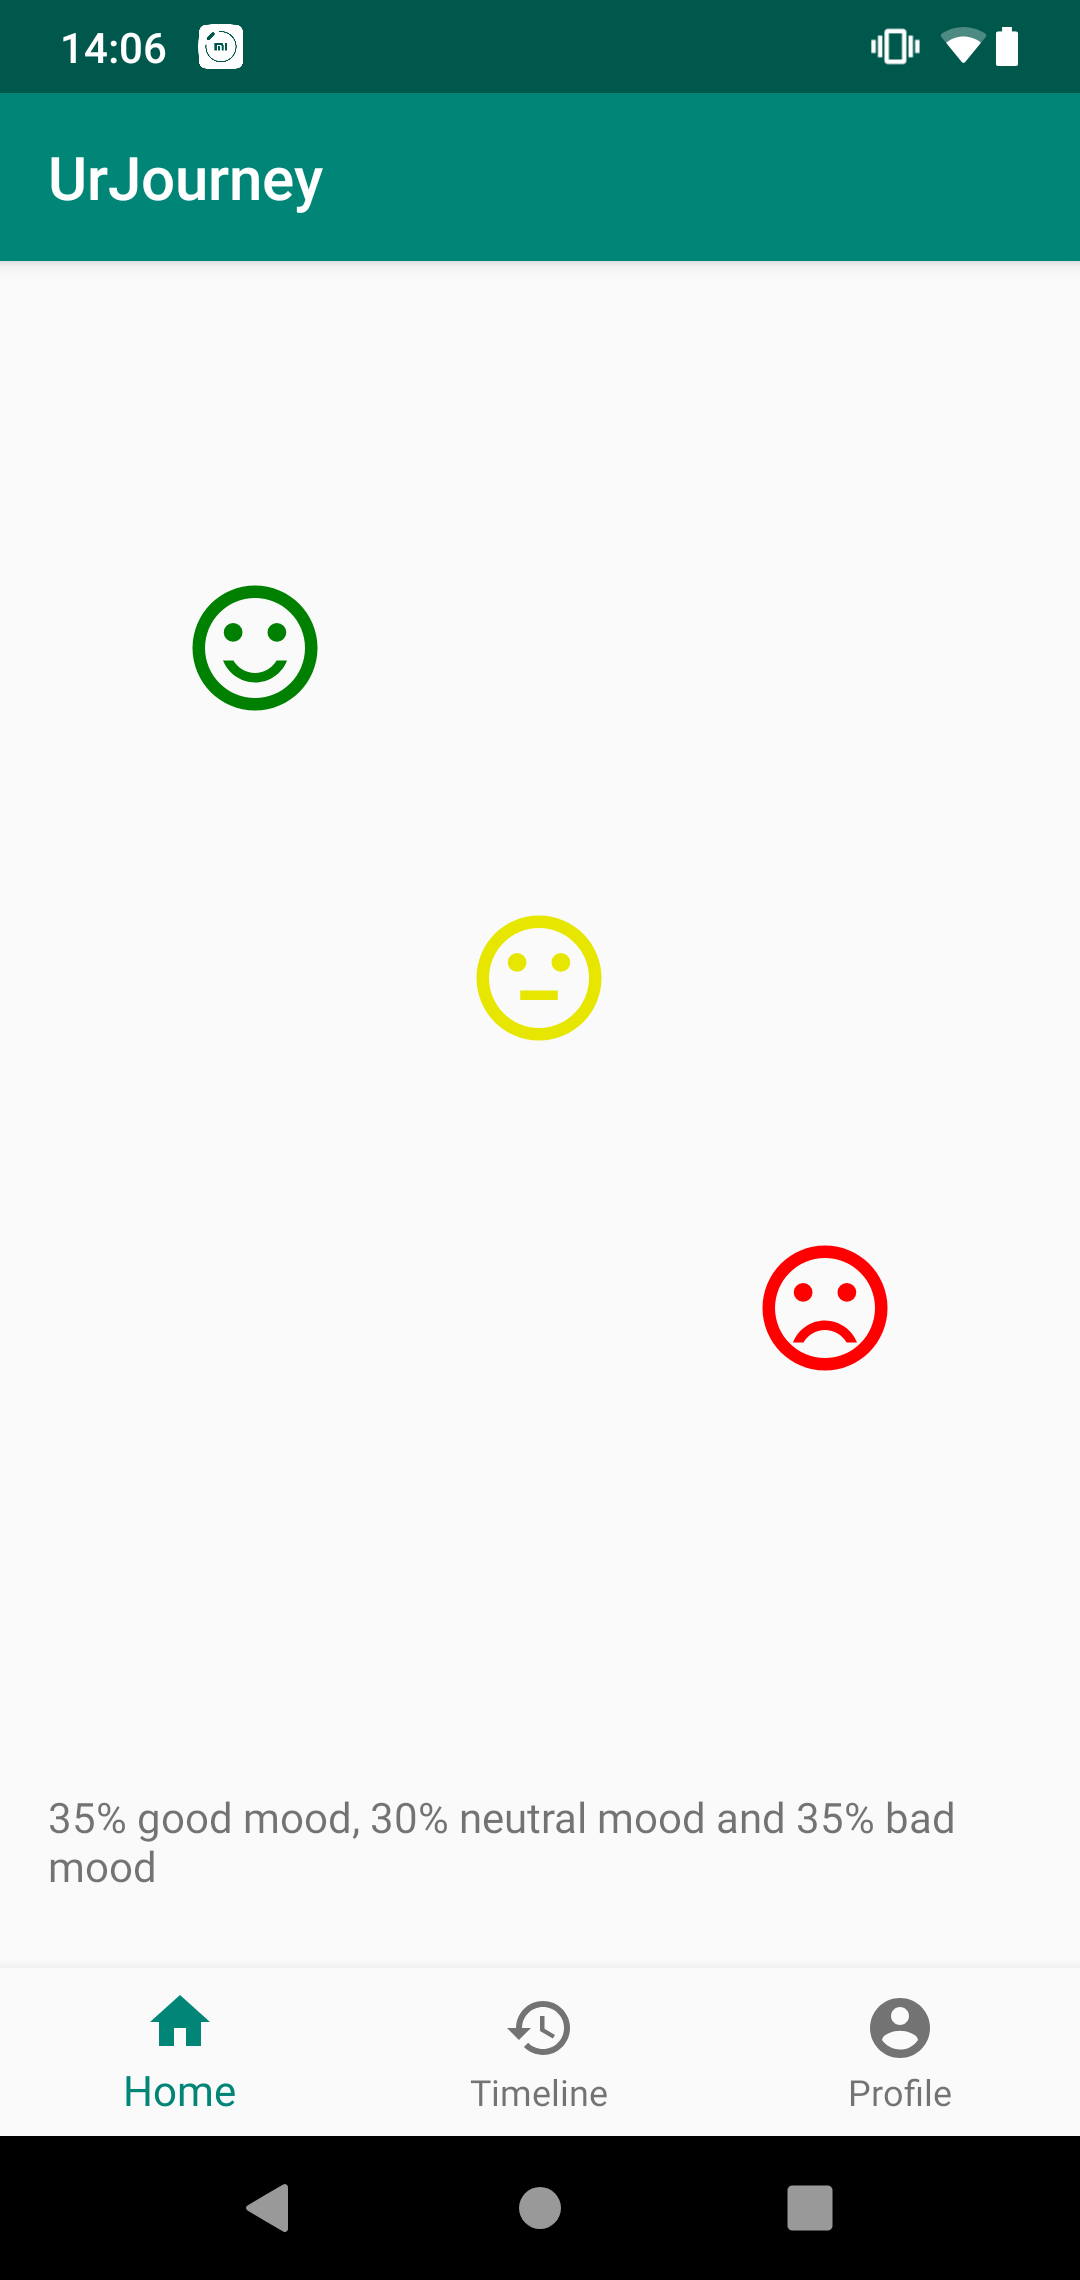 14:06
UrJourney
35% good mood, 30% neutral mood and 35% bad
mood
Home
Timeline
Profile